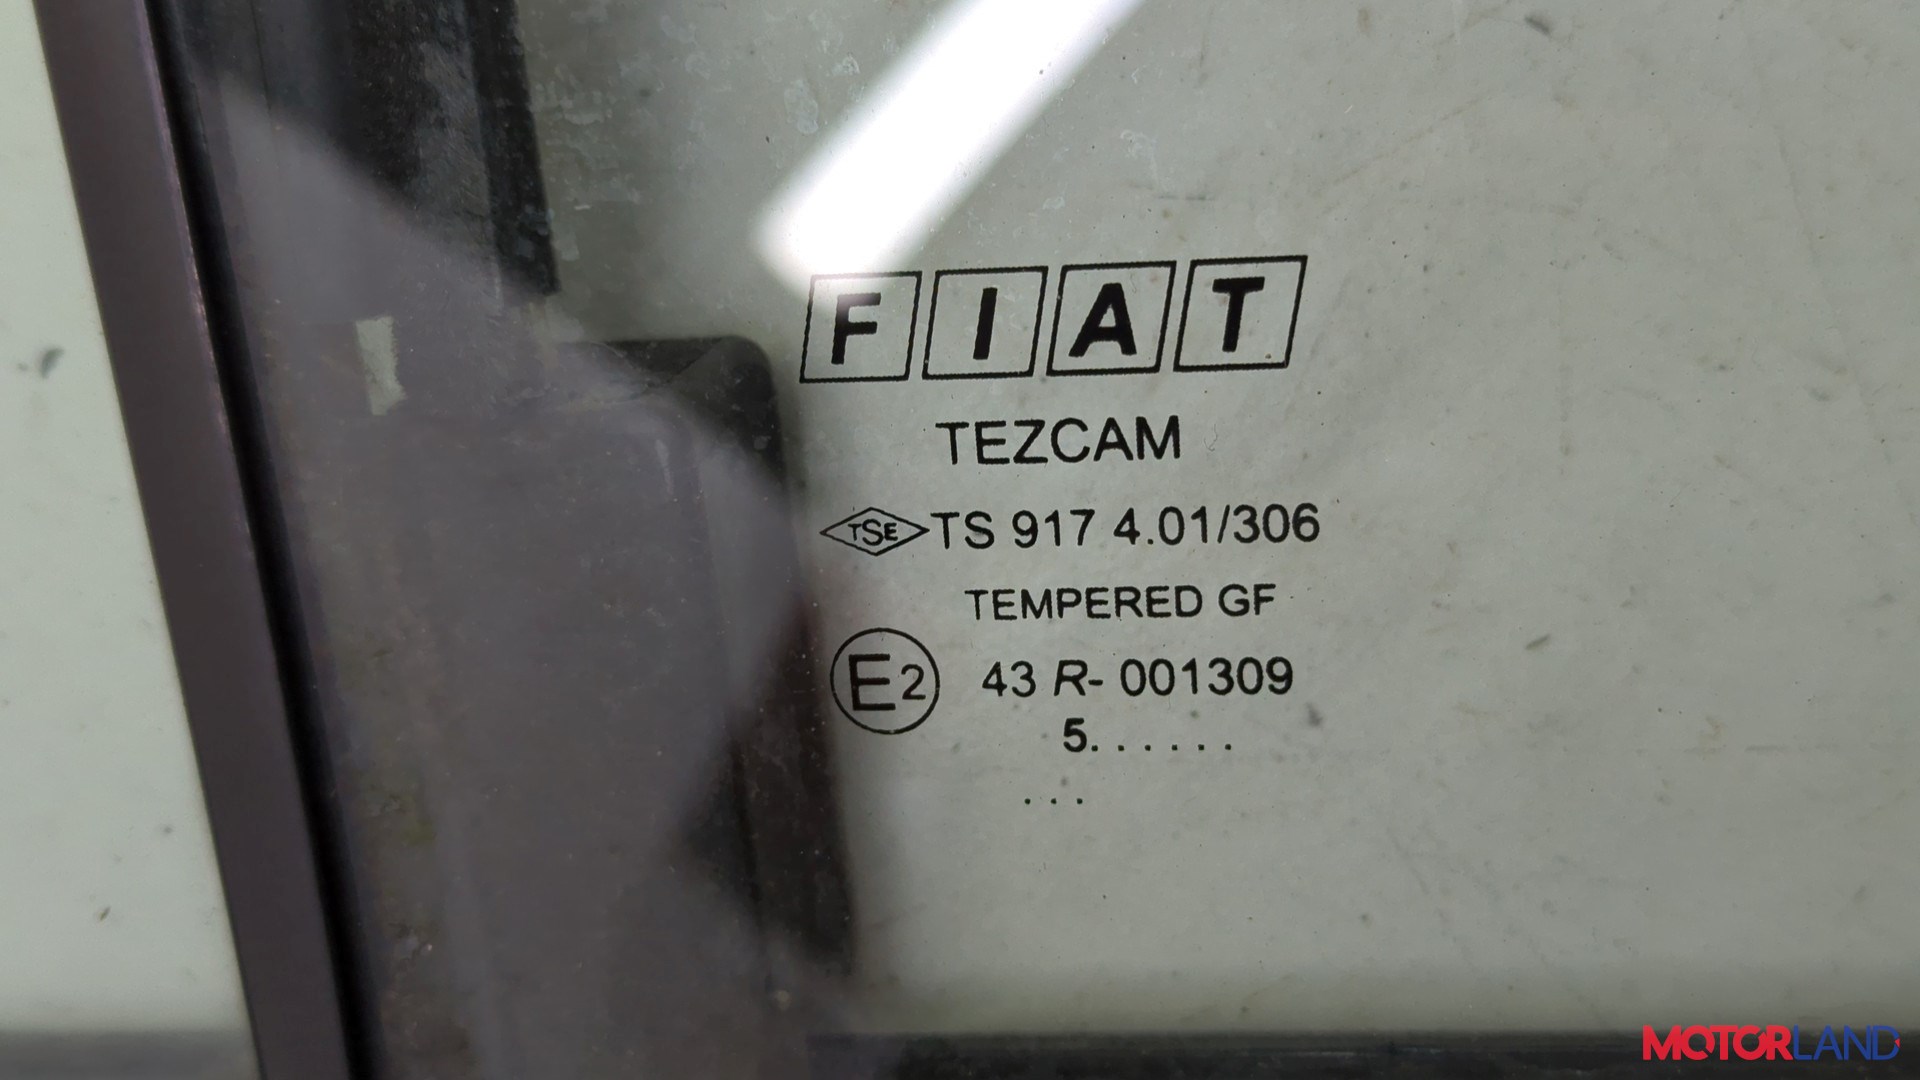 FIAT
TEZCAM
TSE TS 917 4.01/306
TEMPERED GF
E2 43 R- 001309
5. . . . . .
. . .
MOTORLAND